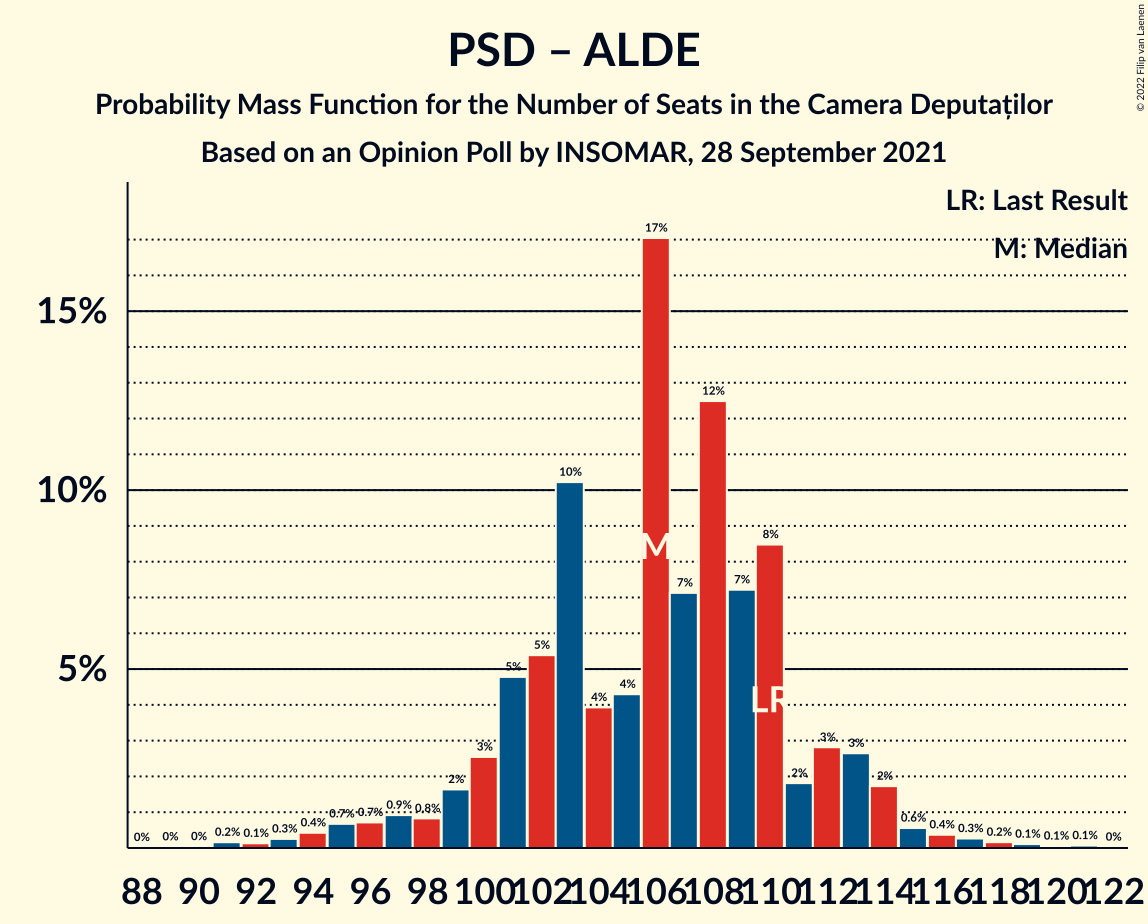 PSD – ALDE
Probability Mass Function for the Number of Seats in the Camera Deputaților
Based on an Opinion Poll by INSOMAR, 28 September 2021
© 2022 Filip van Laenen
LR: Last Result
M: Median
15%
10%
5%
0% 0% 0% 0.2% 0.1% 0.3% 0.4% 0.7% 0.7% 0.9% 0.8% 2% 3% 5% 5% 10% 4% 4% 17% 7% 12% 7% 8% 2% 3% 3% 2% 0.6% 0.4% 0.3% 0.2% 0.1% 0.1% 0.1% 0%
M
LR
88 90 92 94 96 98 100 102 104 106 108 110 112 114 116 118 120 122